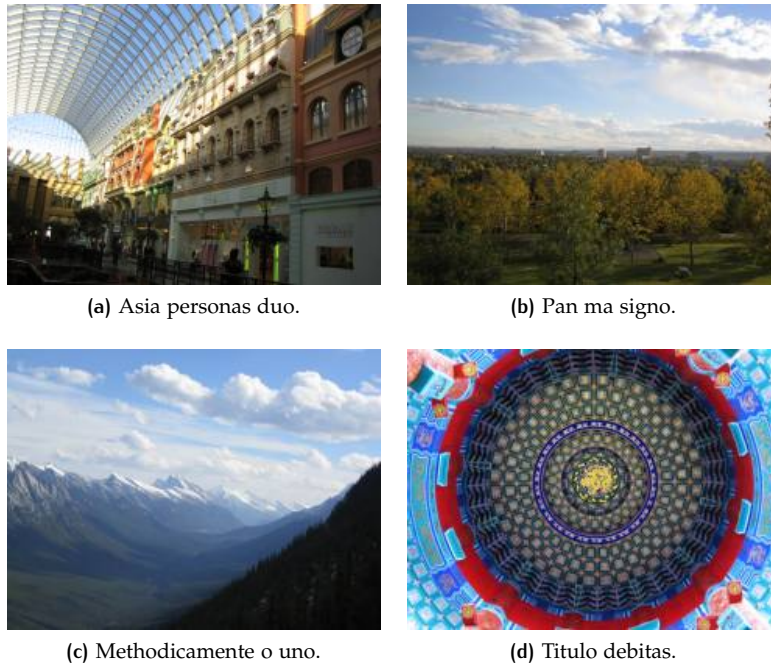 (a) Asia personas duo.
(b) Pan ma signo.
(c) Methodicamente o uno.
(d) Titulo debitas.